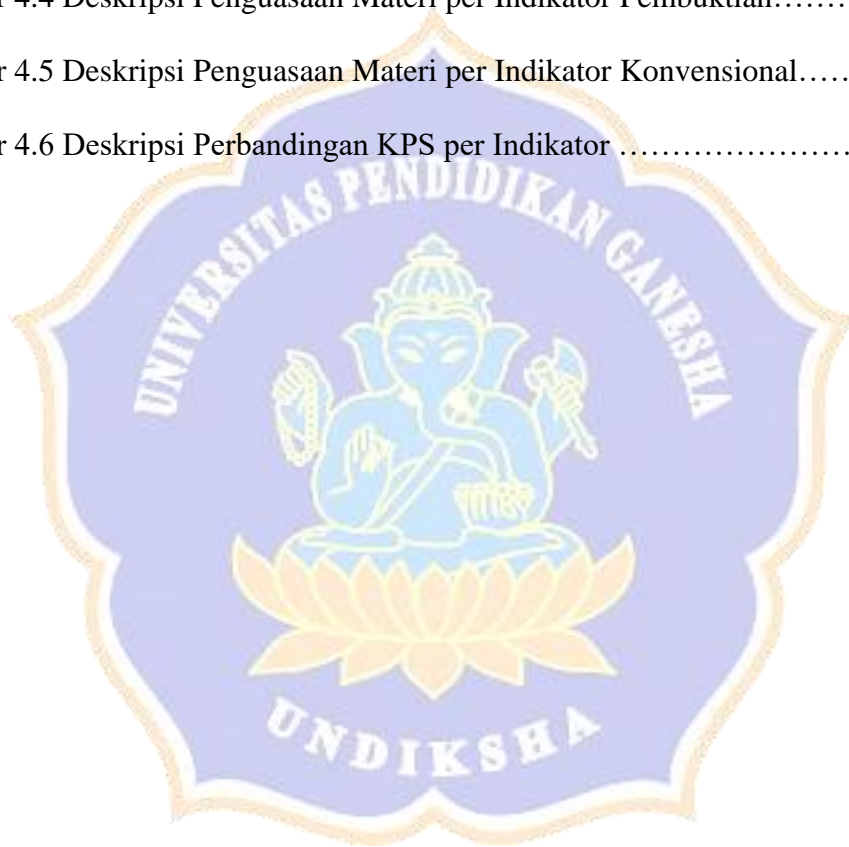 r 4.4 Deskripsi Penguasaan Materi per Indikator Pembuktian………
r 4.5 Deskripsi Penguasaan Materi per Indikator Konvensional……
r 4.6 Deskripsi Perbandingan KPS per Indikator ……………………
UNIVERSITAS PENDIDIKAN GANESHA
UNDIKSHA